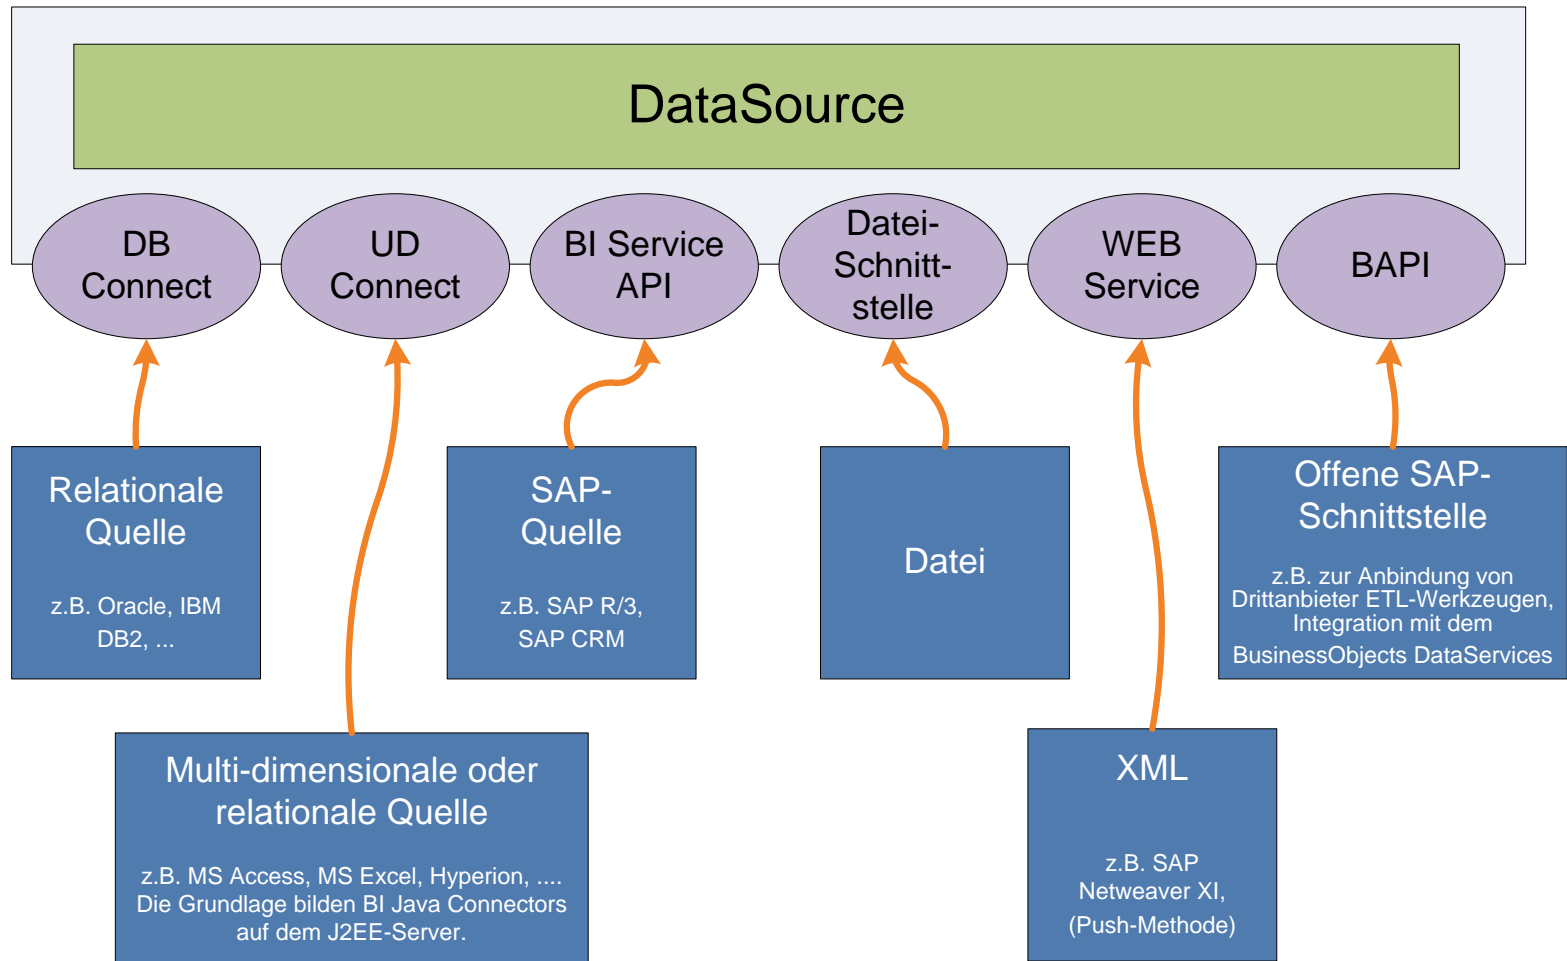 DataSource
DB
Connect
UD
Connect
BI Service
API
Datei-
Schnitt-
stelle
WEB
Service
BAPI
Relationale
Quelle
z.B. Oracle, IBM
DB2, ...
SAP-
Quelle
z.B. SAP R/3,
SAP CRM
Datei
Offene SAP-
Schnittstelle
z.B. zur Anbindung von
Drittanbieter ETL-Werkzeugen,
Integration mit dem
BusinessObjects DataServices
Multi-dimensionale oder
relationale Quelle
z.B. MS Access, MS Excel, Hyperion, ....
Die Grundlage bilden BI Java Connectors
auf dem J2EE-Server.
XML
z.B. SAP
Netweaver XI,
(Push-Methode)